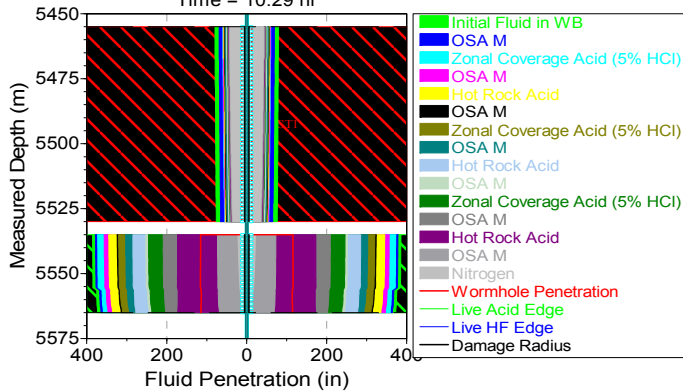 Time = 10.29 hr
5450
5475
5500
5525
5550
5575
Measured Depth (m)
400
200
0
200
400
Fluid Penetration (in)
Initial Fluid in WB
OSA M
Zonal Coverage Acid (5% HCl)
OSA M
Hot Rock Acid
OSA M
Zonal Coverage Acid (5% HCl)
OSA M
Hot Rock Acid
OSA M
Zonal Coverage Acid (5% HCl)
OSA M
Hot Rock Acid
OSA M
Nitrogen
Wormhole Penetration
Live Acid Edge
Live HF Edge
Damage Radius